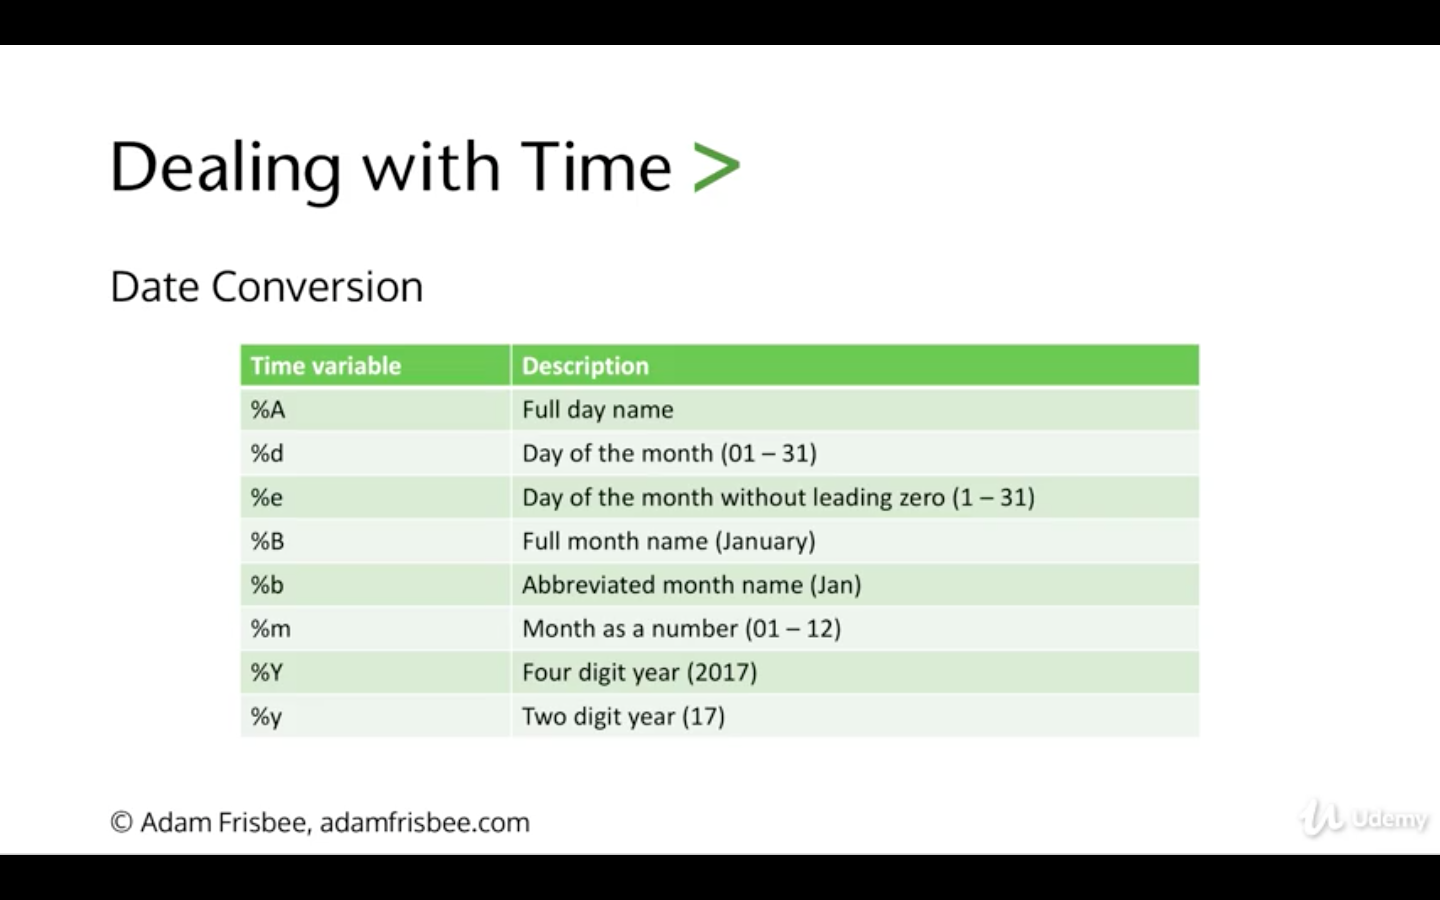 Dealing with Time >
Date Conversion
Time variable Description
%A Full day name
%d Day of the month (01 – 31)
%e Day of the month without leading zero (1 – 31)
%B Full month name (January)
%b Abbreviated month name (Jan)
%m Month as a number (01 – 12)
%Y Four digit year (2017)
%y Two digit year (17)
© Adam Frisbee, adamfrisbee.com
Udemy